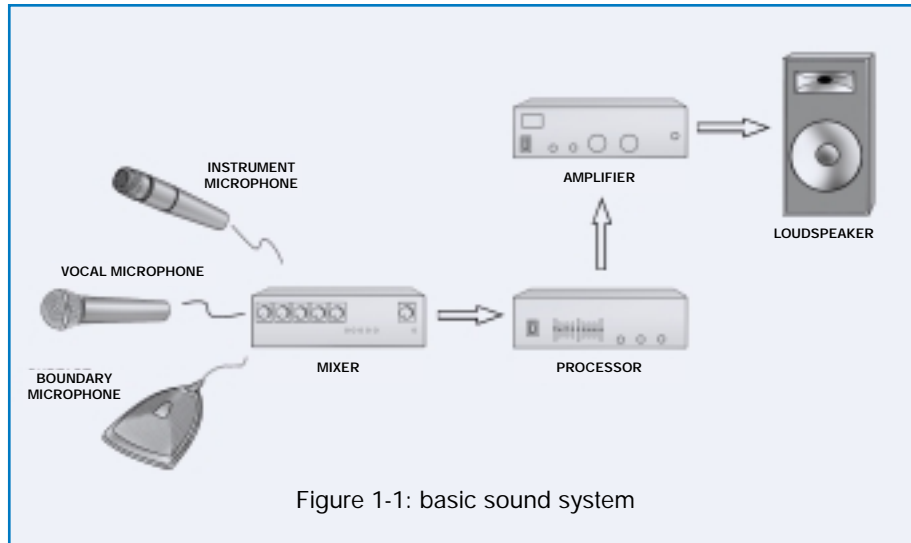 INSTRUMENT
MICROPHONE
VOCAL MICROPHONE
BOUNDARY
MICROPHONE
MIXER
PROCESSOR
AMPLIFIER
LOUDSPEAKER
Figure 1-1: basic sound system